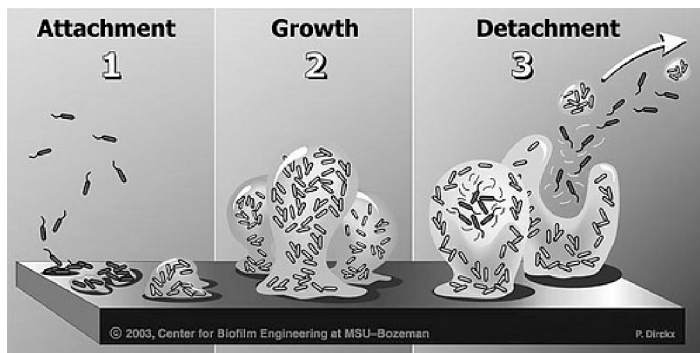 Attachment
1
Growth
2
Detachment
3
© 2003, Center for Biofilm Engineering at MSU–Bozeman
P. Dirckx